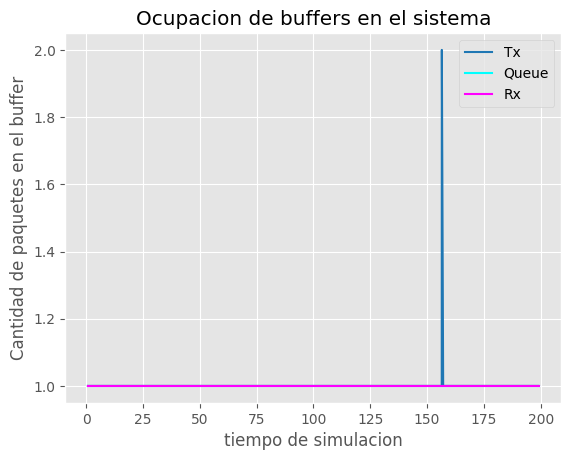 Ocupacion de buffers en el sistema
Cantidad de paquetes en el buffer
2.0
1.8
1.6
1.4
1.2
1.0
Tx
Queue
Rx
0
25
50
75
100
125
150
175
200
tiempo de simulacion